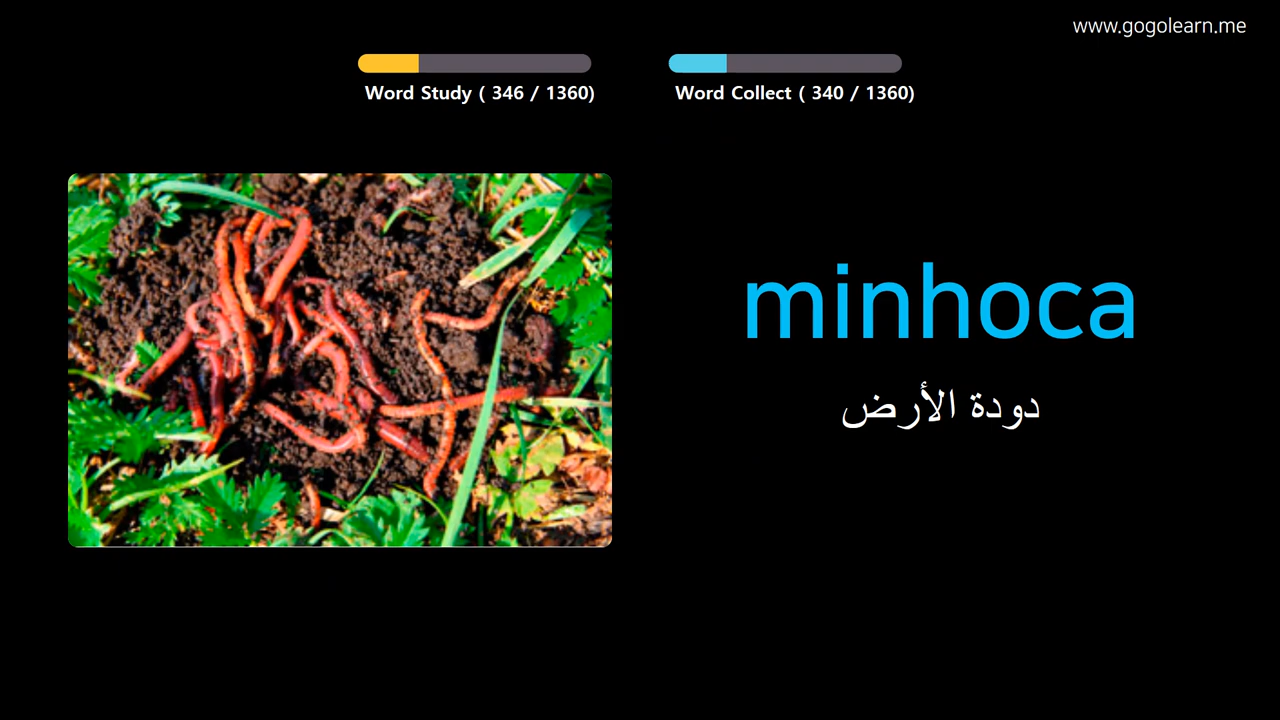 www.gogolearn.me
Word Study ( 346 / 1360)
Word Collect ( 340 / 1360)
minhoca
دودة الأرض